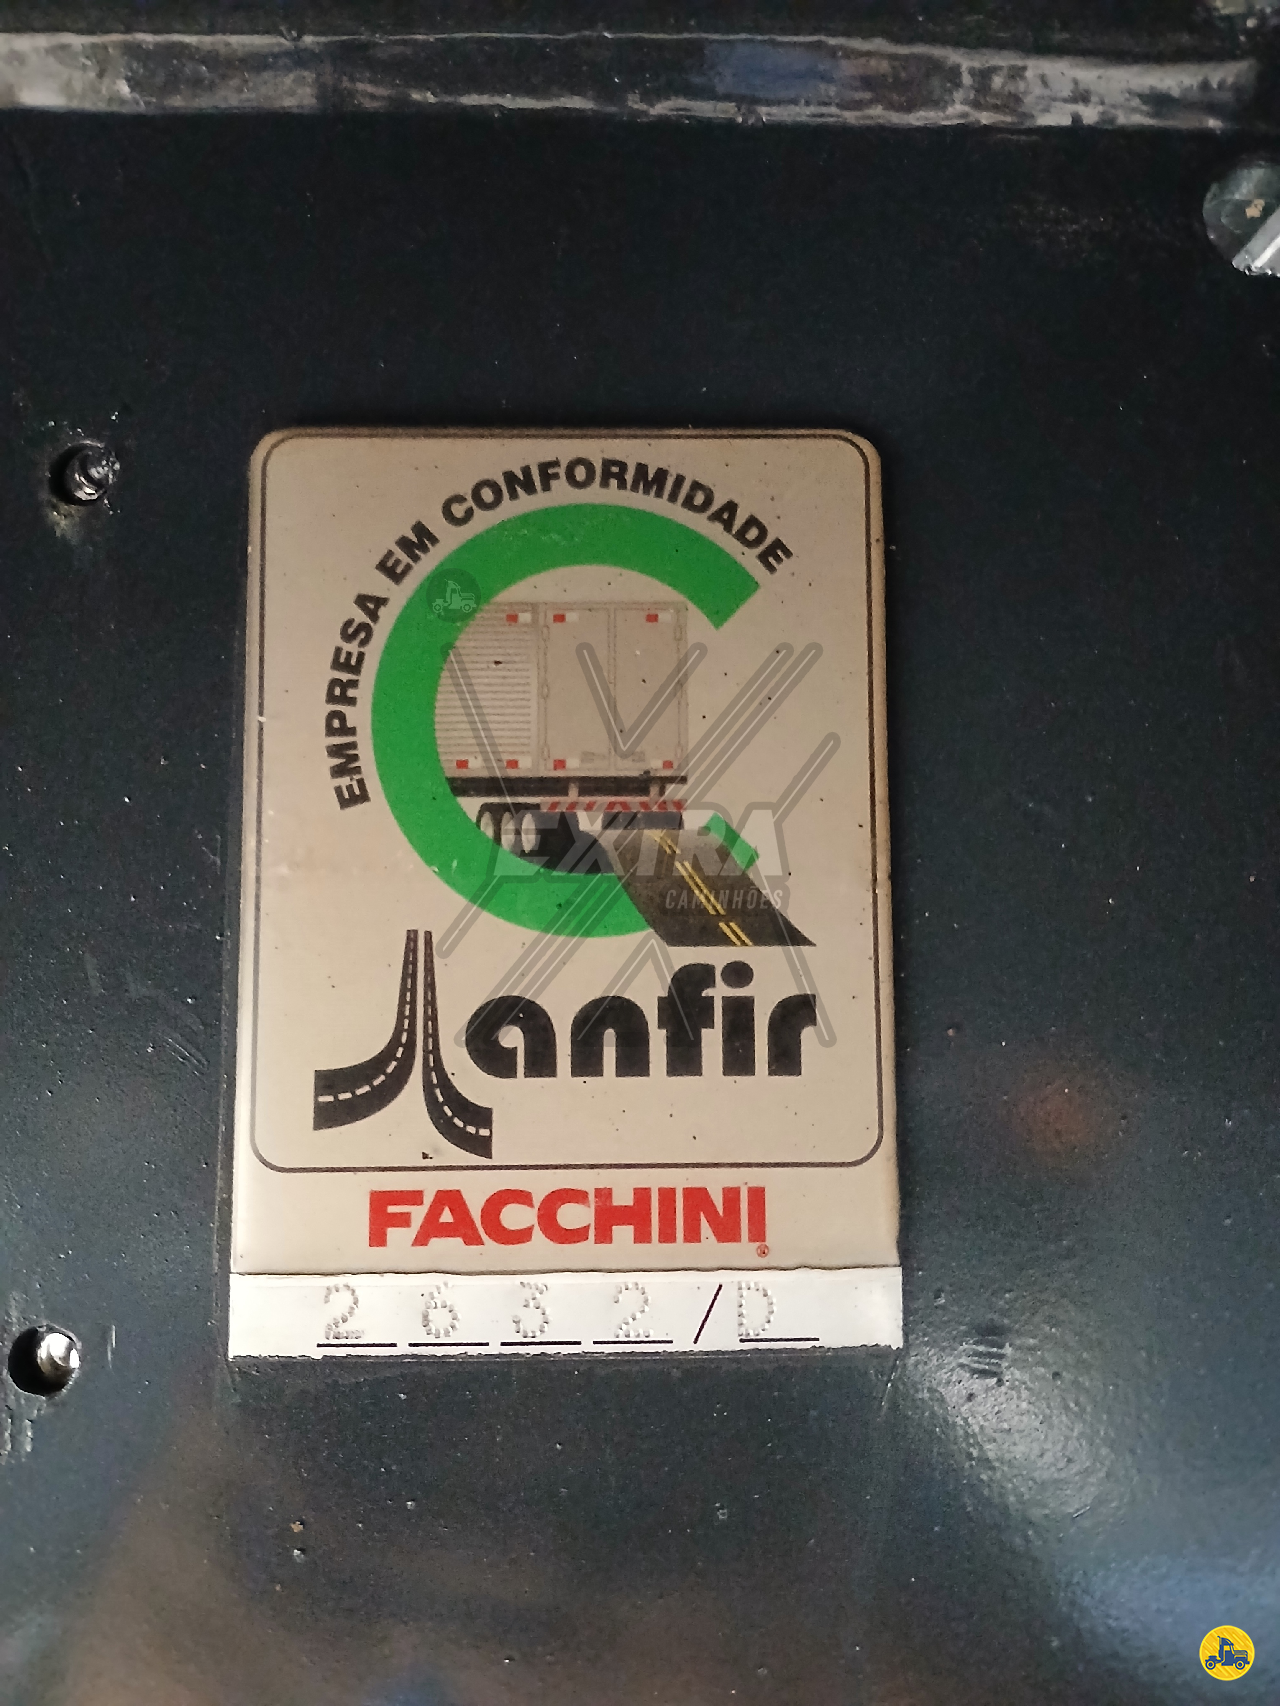 EMPRESA EM CONFORMIDADE
EXTRA
CAMINHÕES
anfir
FACCHINI
2632/D